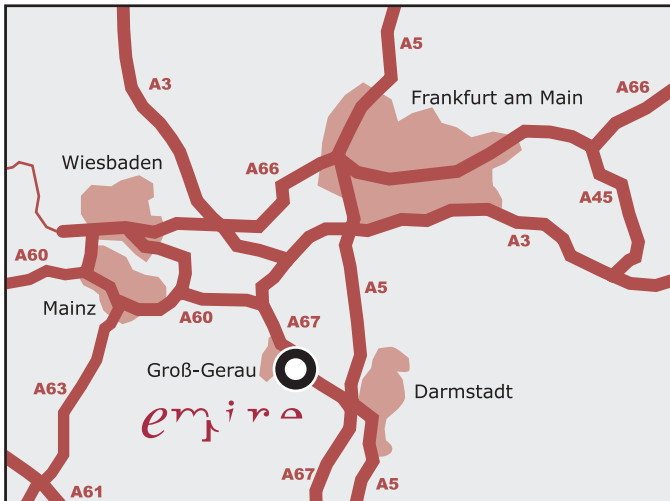 A5
A3
Frankfurt am Main
A66
Wiesbaden
A66
A45
A60
A3
A5
Mainz
A60
A67
Groß-Gerau
A63
Darmstadt
empire
A67
A5
A61